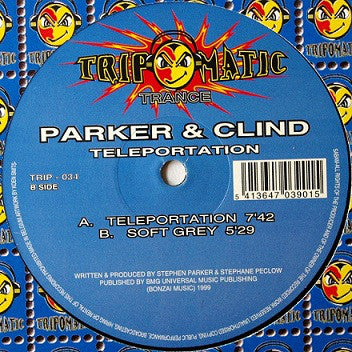 TRIPOMATIC
TRANCE
PARKER & CLIND
TELEPORTATION
TRIP - 034
B SIDE
5 413647 039015
A. TELEPORTATION 7'42
B. SOFT GREY 5'29
WRITTEN & PRODUCED BY STEPHEN PARKER & STEPHANE PECLOW
PUBLISHED BY BMG UNIVERSAL MUSIC PUBLISHING
(BONZAI MUSIC) 1999